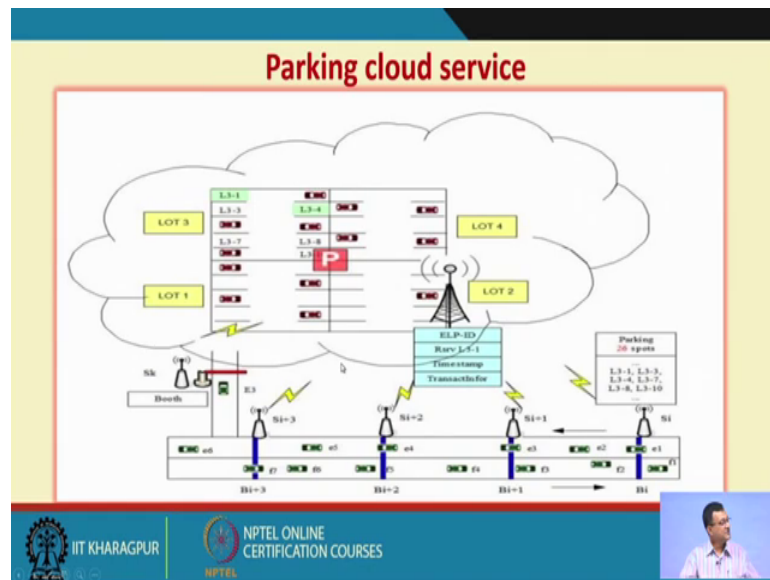 Parking cloud service
L3-1
L3-3
L3-4
LOT 3
LOT 4
L3-7
L3-8
P
LOT 1
LOT 2
ELP-ID
Rsrv L3-1
Timestamp
TransactInfor
Parking
26 spots
...
L3-1, L3-3,
L3-4, L3-7,
L3-8, L3-10
...
Sk
Booth
E3
Si+3
Si+2
Si+1
Si
e6
e5
e4
e3
e2
e1
f7
f6
f5
f4
f3
f2
f1
Bi+3
Bi+2
Bi+1
Bi
IIT KHARAGPUR
NPTEL
NPTEL ONLINE
CERTIFICATION COURSES